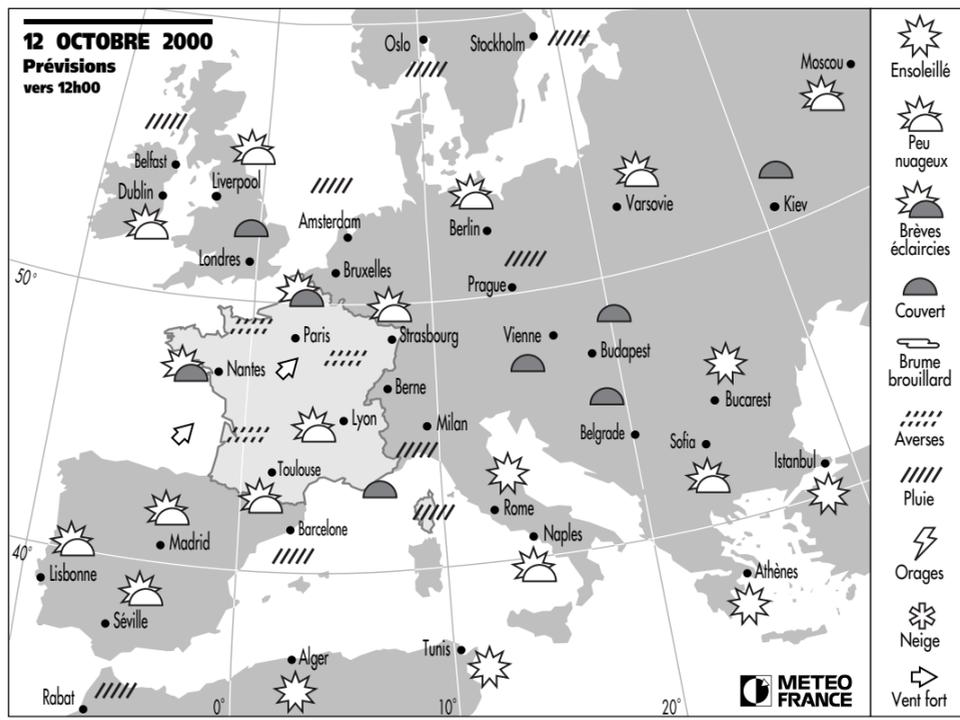 12 OCTOBRE 2000
Prévisions
vers 12h00
Oslo
Stockholm
Moscou
Belfast
Dublin
Liverpool
Amsterdam
Berlin
Varsovie
Kiev
Londres
Bruxelles
Prague
50°
Paris
Strasbourg
Vienne
Budapest
Nantes
Berne
Bucarest
Lyon
Milan
Belgrade
Sofia
Istanbul
Toulouse
Rome
Barcelone
Naples
Madrid
40°
Lisbonne
Athènes
Séville
Alger
Tunis
Rabat
0°
10°
20°
METEO
FRANCE
Ensoleillé
Peu
nuageux
Brèves
éclaircies
Couvert
Brume
brouillard
Averses
Pluie
Orages
Neige
Vent fort